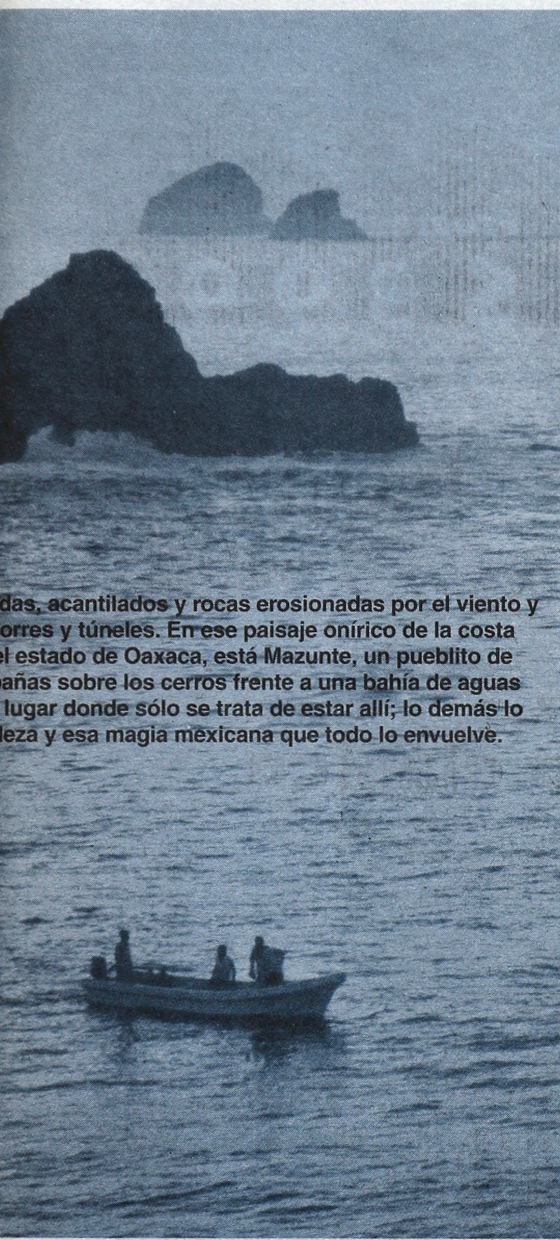 das, acantilados y rocas erosionadas por el viento y
orres y túneles. En ese paisaje onírico de la costa
el estado de Oaxaca, está Mazunte, un pueblito de
pañas sobre los cerros frente a una bahía de aguas
lugar donde sólo se trata de estar allí; lo demás lo
leza y esa magia mexicana que todo lo envuelve.